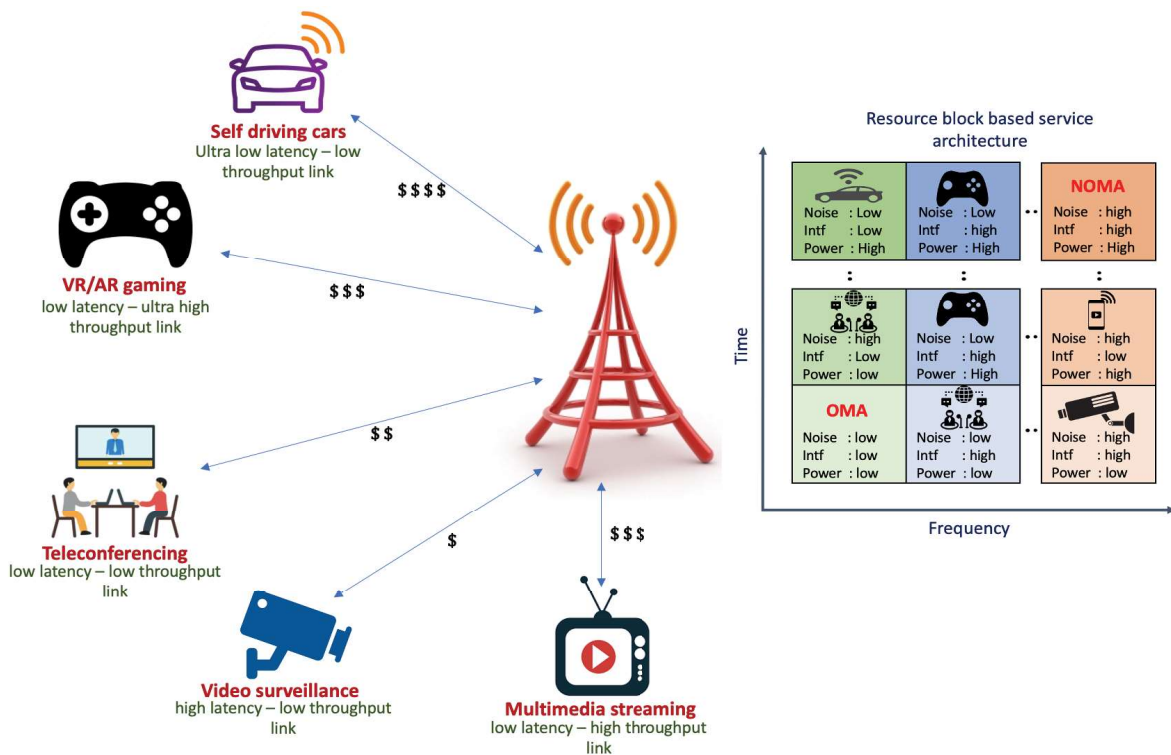 Self driving cars
Ultra low latency – low
throughput link
$ $ $ $
VR/AR gaming
low latency – ultra high
throughput link
$ $ $
Teleconferencing
low latency – low throughput
link
$ $
Video surveillance
high latency – low throughput
link
$
Multimedia streaming
low latency – high throughput
link
$ $ $
Resource block based service
architecture
Time
Frequency
Noise : Low
Intf : Low
Power : High
Noise : Low
Intf : high
Power : High
NOMA
Noise : high
Intf : high
Power : High
Noise : high
Intf : Low
Power : low
Noise : Low
Intf : high
Power : High
Noise : high
Intf : low
Power : high
OMA
Noise : low
Intf : low
Power : low
Noise : low
Intf : high
Power : low
Noise : high
Intf : high
Power : low